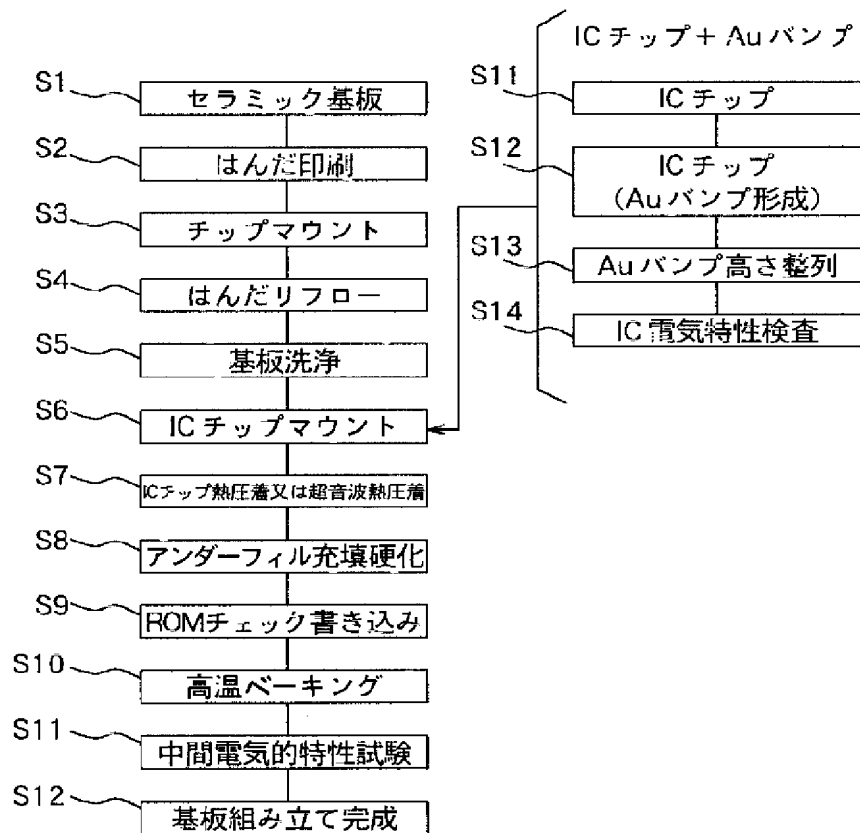 S1
セラミック基板
S2
はんだ印刷
S3
チップマウント
S4
はんだリフロー
S5
基板洗浄
S6
ICチップマウント
S7
ICチップ熱圧着又は超音波熱圧着
S8
アンダーフィル充填硬化
S9
ROMチェック書き込み
S10
高温ベーキング
S11
中間電気的特性試験
S12
基板組み立て完成
ICチップ+Auバンプ
S11
ICチップ
S12
ICチップ
(Auバンプ形成)
S13
Auバンプ高さ整列
S14
IC電気特性検査